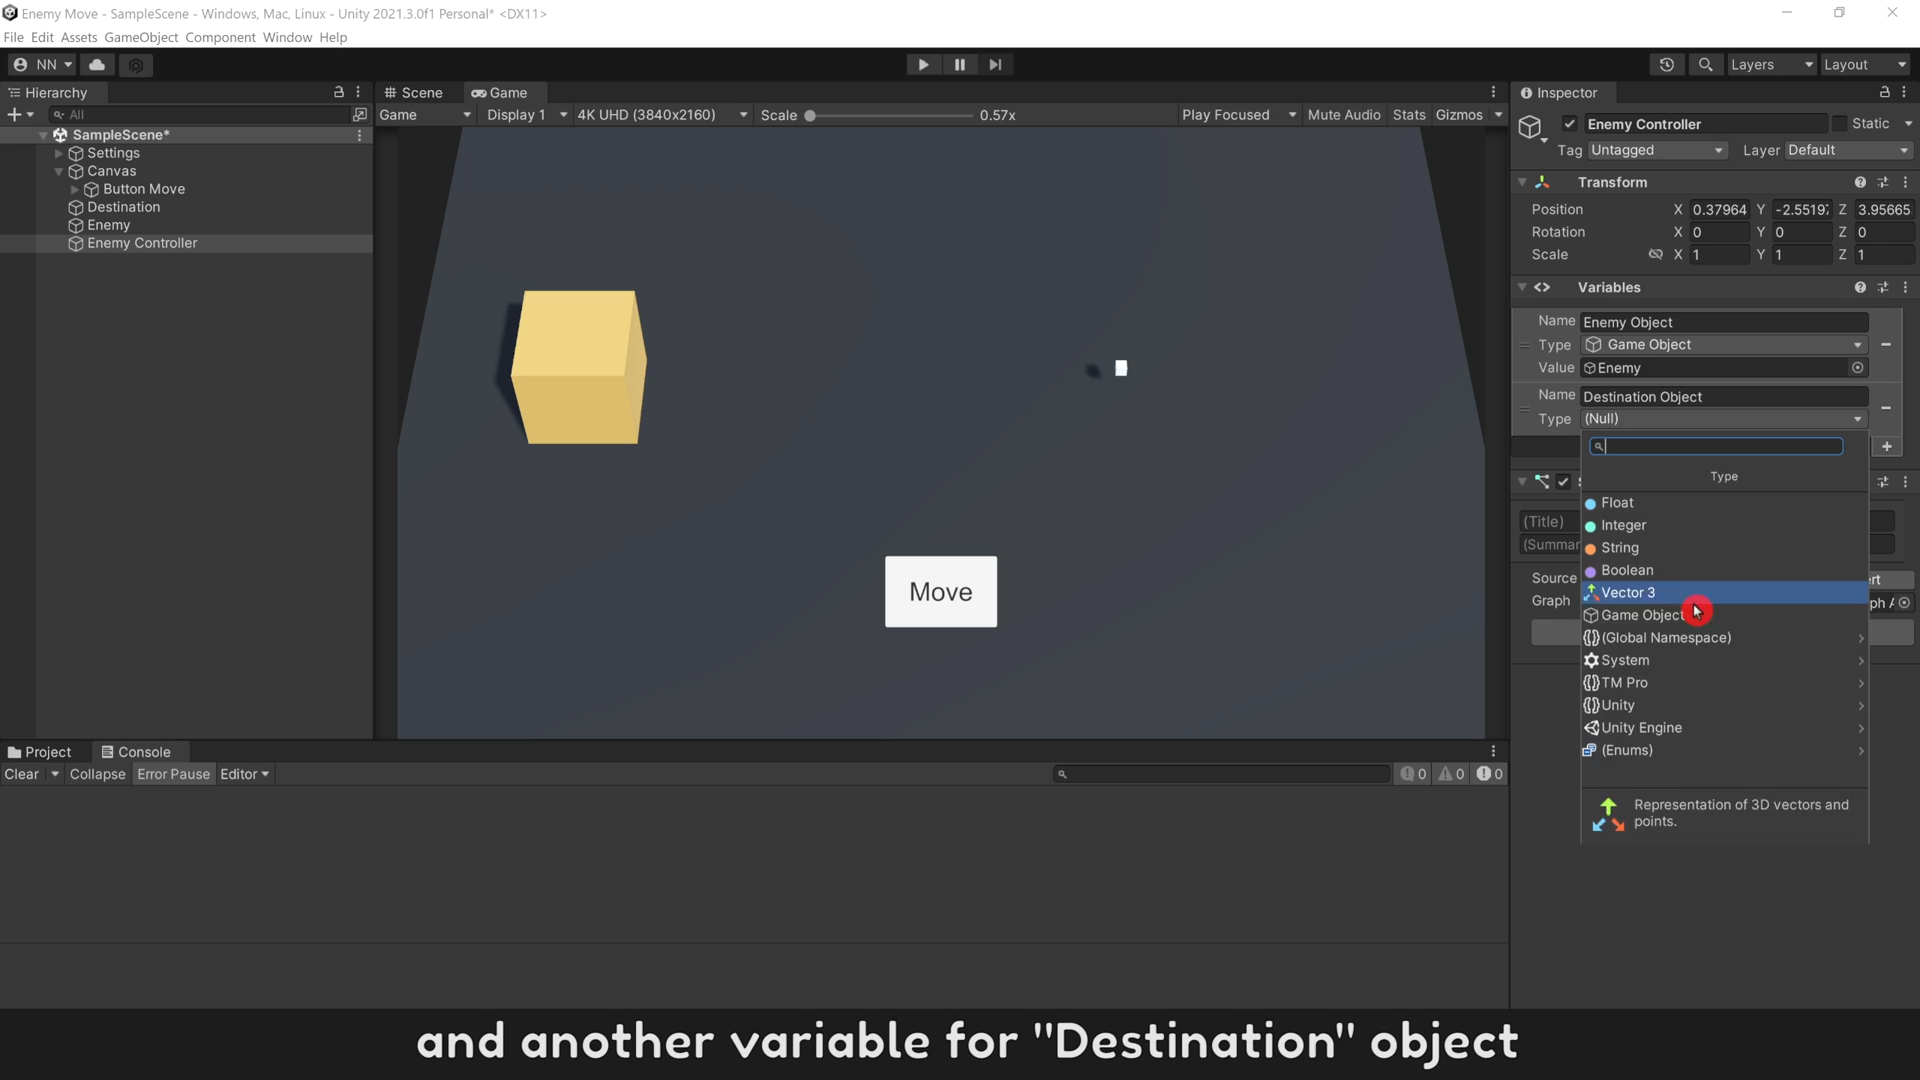 Enemy Move - SampleScene - Windows, Mac, Linux - Unity 2021.3.0f1 Personal* <DX11>
File Edit Assets GameObject Component Window Help
NN
Layers
Layout
Hierarchy
All
SampleScene*
Settings
Canvas
Button Move
Destination
Enemy
Enemy Controller
Scene
Game
Game
Display 1
4K UHD (3840x2160)
Scale
0.57x
Play Focused
Mute Audio
Stats
Gizmos
Move
Inspector
Enemy Controller
Static
Tag Untagged
Layer Default
Transform
Position X 0.37964 Y -2.5519 Z 3.95665
Rotation X 0 Y 0 Z 0
Scale X 1 Y 1 Z 1
Variables
Name Enemy Object
Type Game Object
Value Enemy
Name Destination Object
Type (Null)
Type
Float
Integer
String
Boolean
Vector 3
Game Object
(Global Namespace)
System
TM Pro
Unity
Unity Engine
(Enums)
Representation of 3D vectors and
points.
(Title)
(Summar
Source
rt
Graph
ph A
Project
Console
Clear
Collapse
Error Pause
Editor
0
0
0
and another variable for "Destination" object